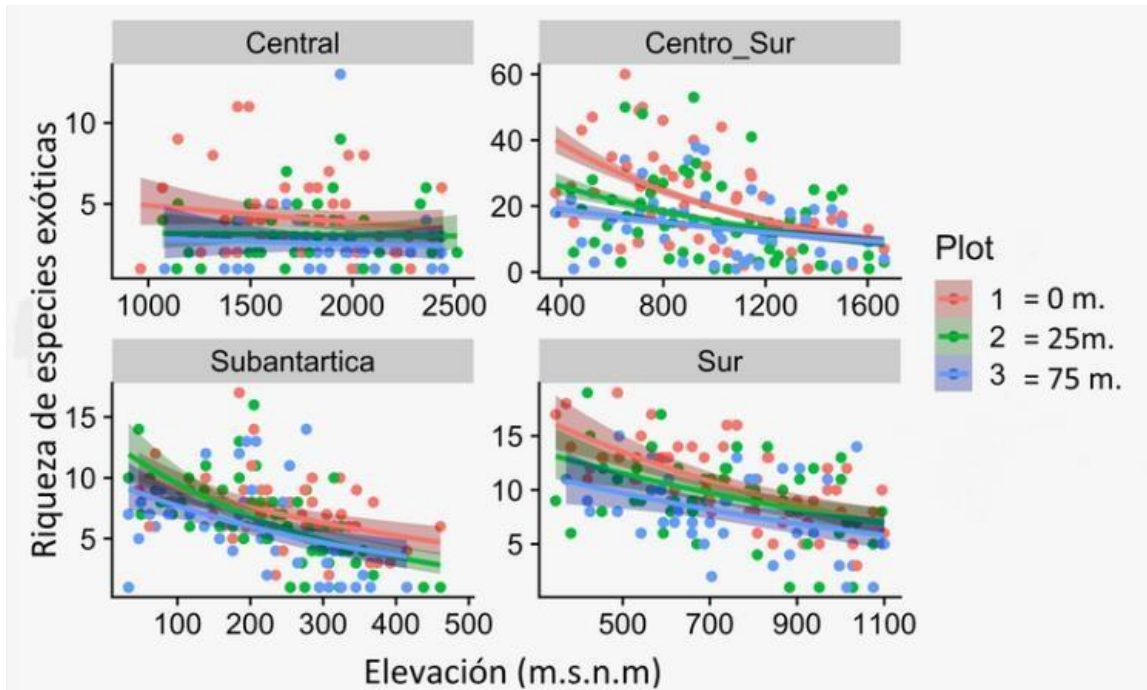 Central
Centro_Sur
10
5
1000 1500 2000 2500
60
40
20
0
400 800 1200 1600
Subantartica
Sur
15
10
5
100 200 300 400 500
15
10
5
500 700 900 1100
Riqueza de especies exóticas
Elevación (m.s.n.m)
Plot
1 = 0 m.
2 = 25m.
3 = 75 m.